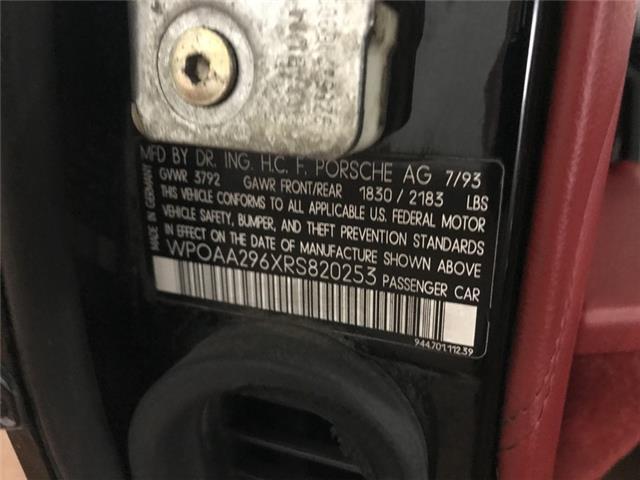 MFD BY DR. ING. H.C. F. PORSCHE AG 7/93
GVWR 3792 GAWR FRONT/REAR 1830 / 2183 LBS
THIS VEHICLE CONFORMS TO ALL APPLICABLE U.S. FEDERAL MOTOR
VEHICLE SAFETY, BUMPER, AND THEFT PREVENTION STANDARDS
IN EFFECT ON THE DATE OF MANUFACTURE SHOWN ABOVE
WPOAA296XRS820253 PASSENGER CAR
MADE IN GERMANY
944.701.112.39